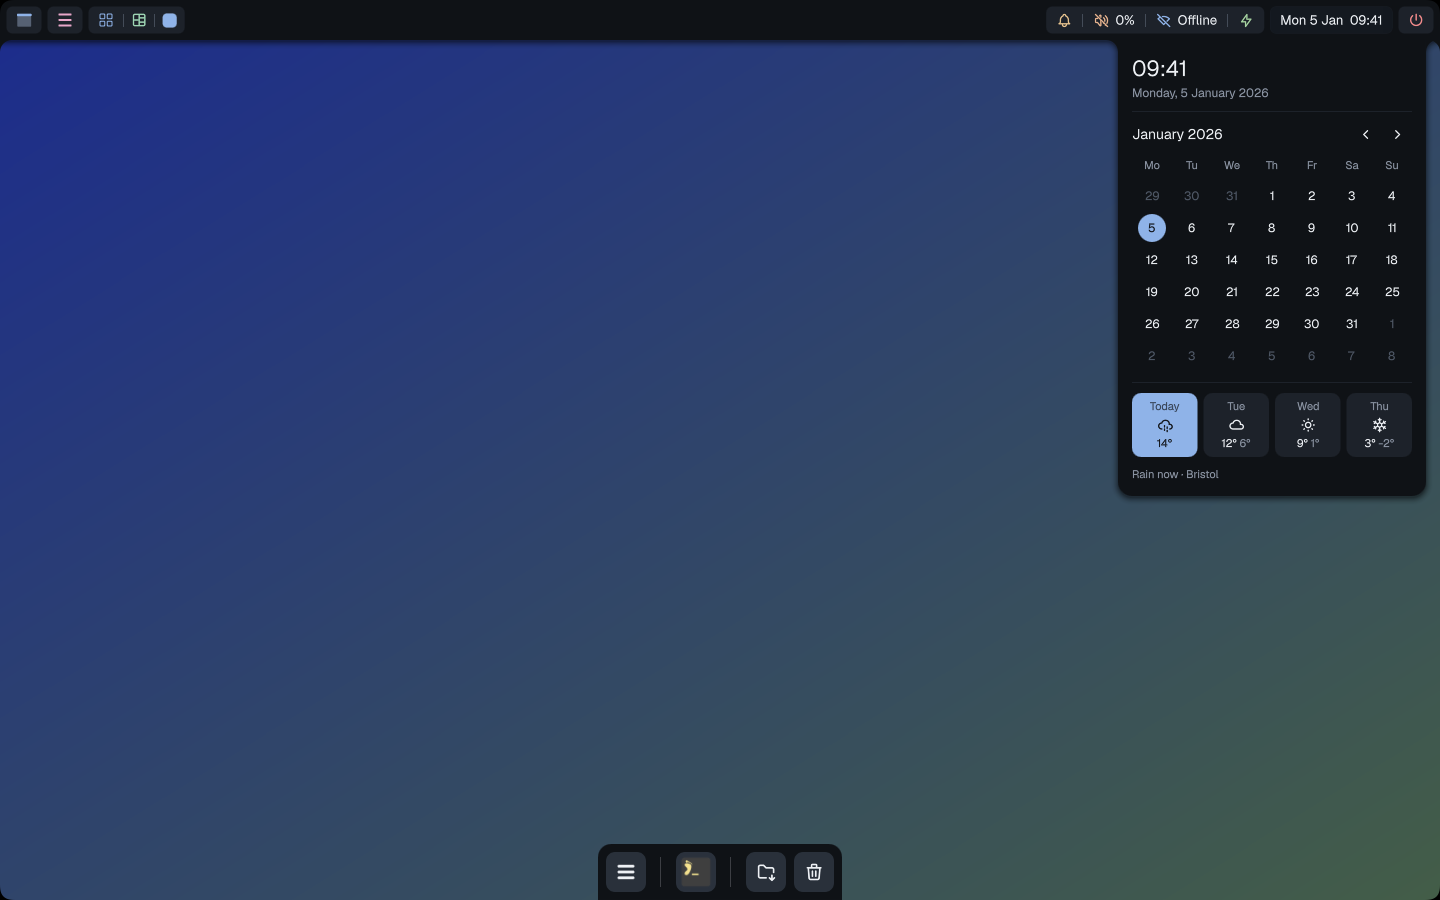 0% Offline Mon 5 Jan 09:41
09:41
Monday, 5 January 2026
January 2026
Mo Tu We Th Fr Sa Su
29 30 31 1 2 3 4
5 6 7 8 9 10 11
12 13 14 15 16 17 18
19 20 21 22 23 24 25
26 27 28 29 30 31 1
2 3 4 5 6 7 8
Today Tue Wed Thu
14° 12° 6° 9° 1° 3° -2°
Rain now · Bristol